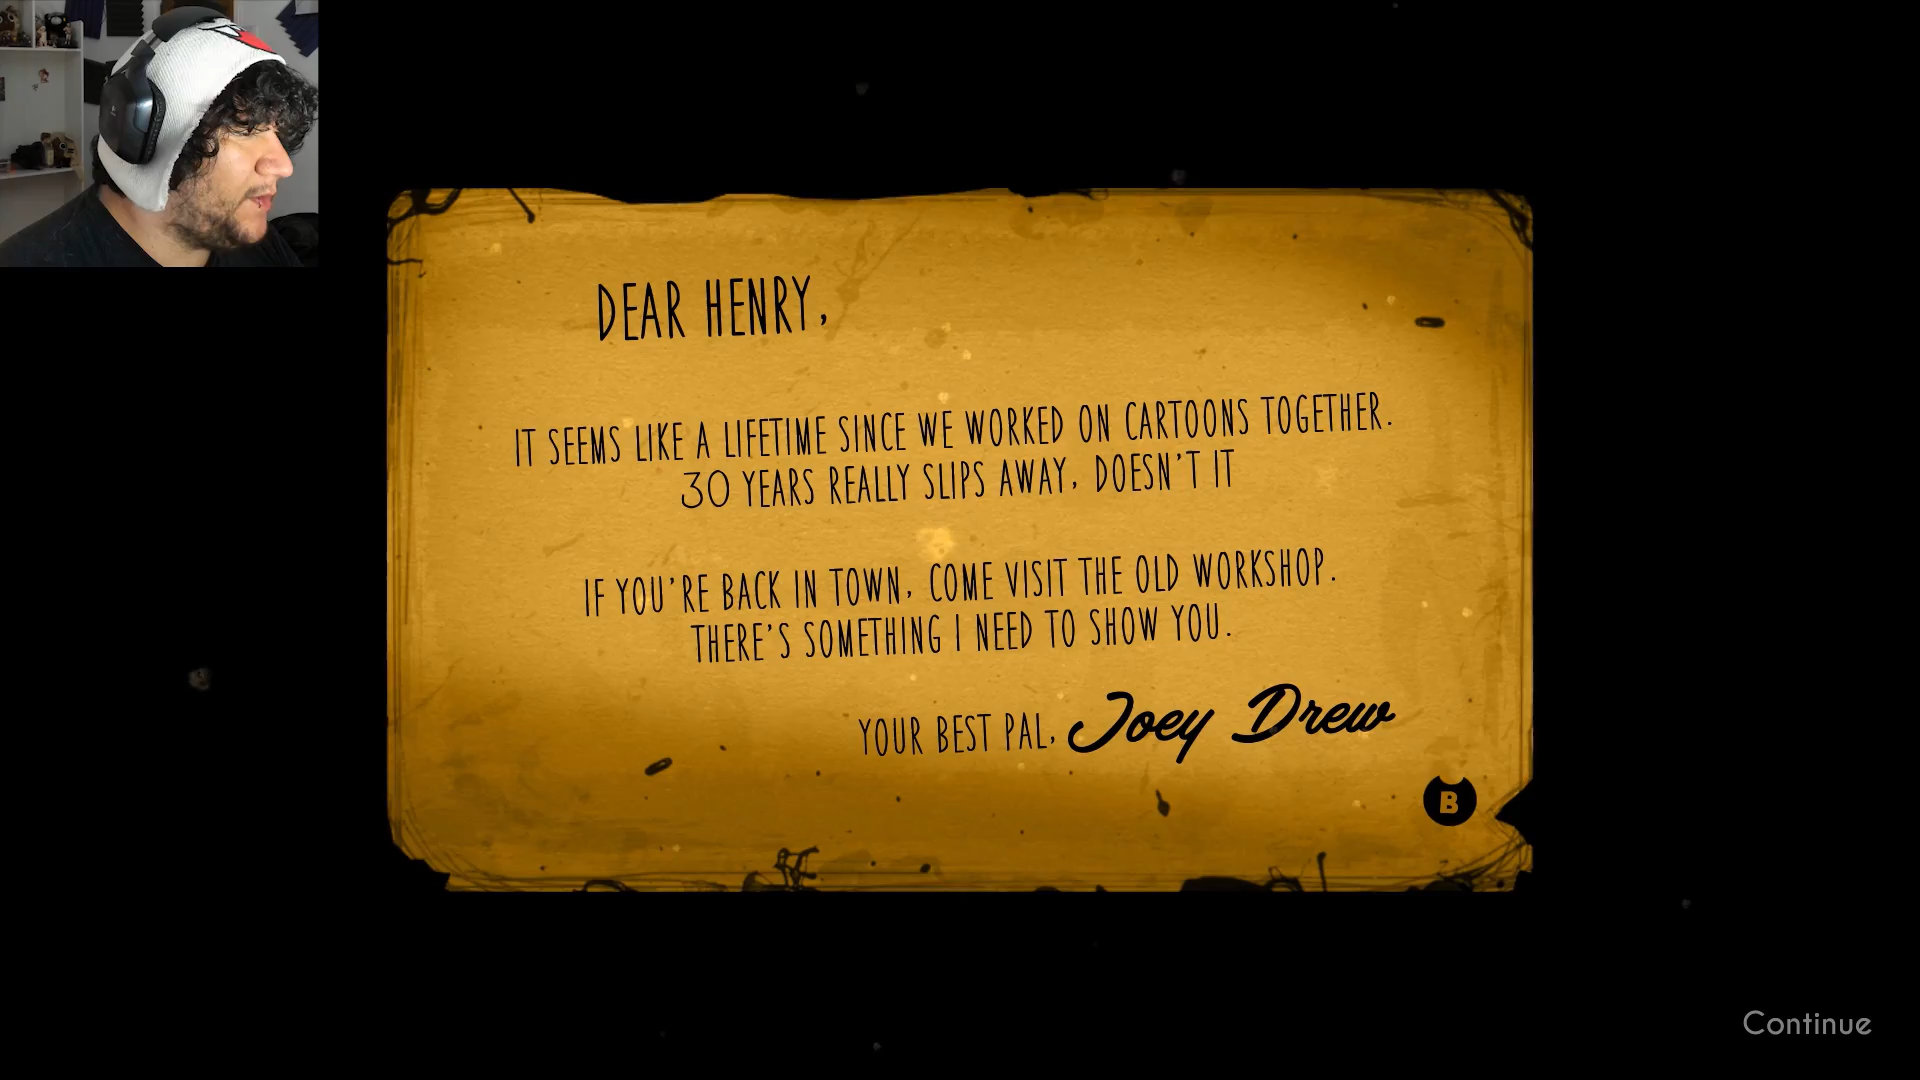 DEAR HENRY,
IT SEEMS LIKE A LIFETIME SINCE WE WORKED ON CARTOONS TOGETHER.
30 YEARS REALLY SLIPS AWAY, DOESN'T IT
IF YOU'RE BACK IN TOWN, COME VISIT THE OLD WORKSHOP.
THERE'S SOMETHING I NEED TO SHOW YOU.
YOUR BEST PAL, Joey Drew
B
Continue